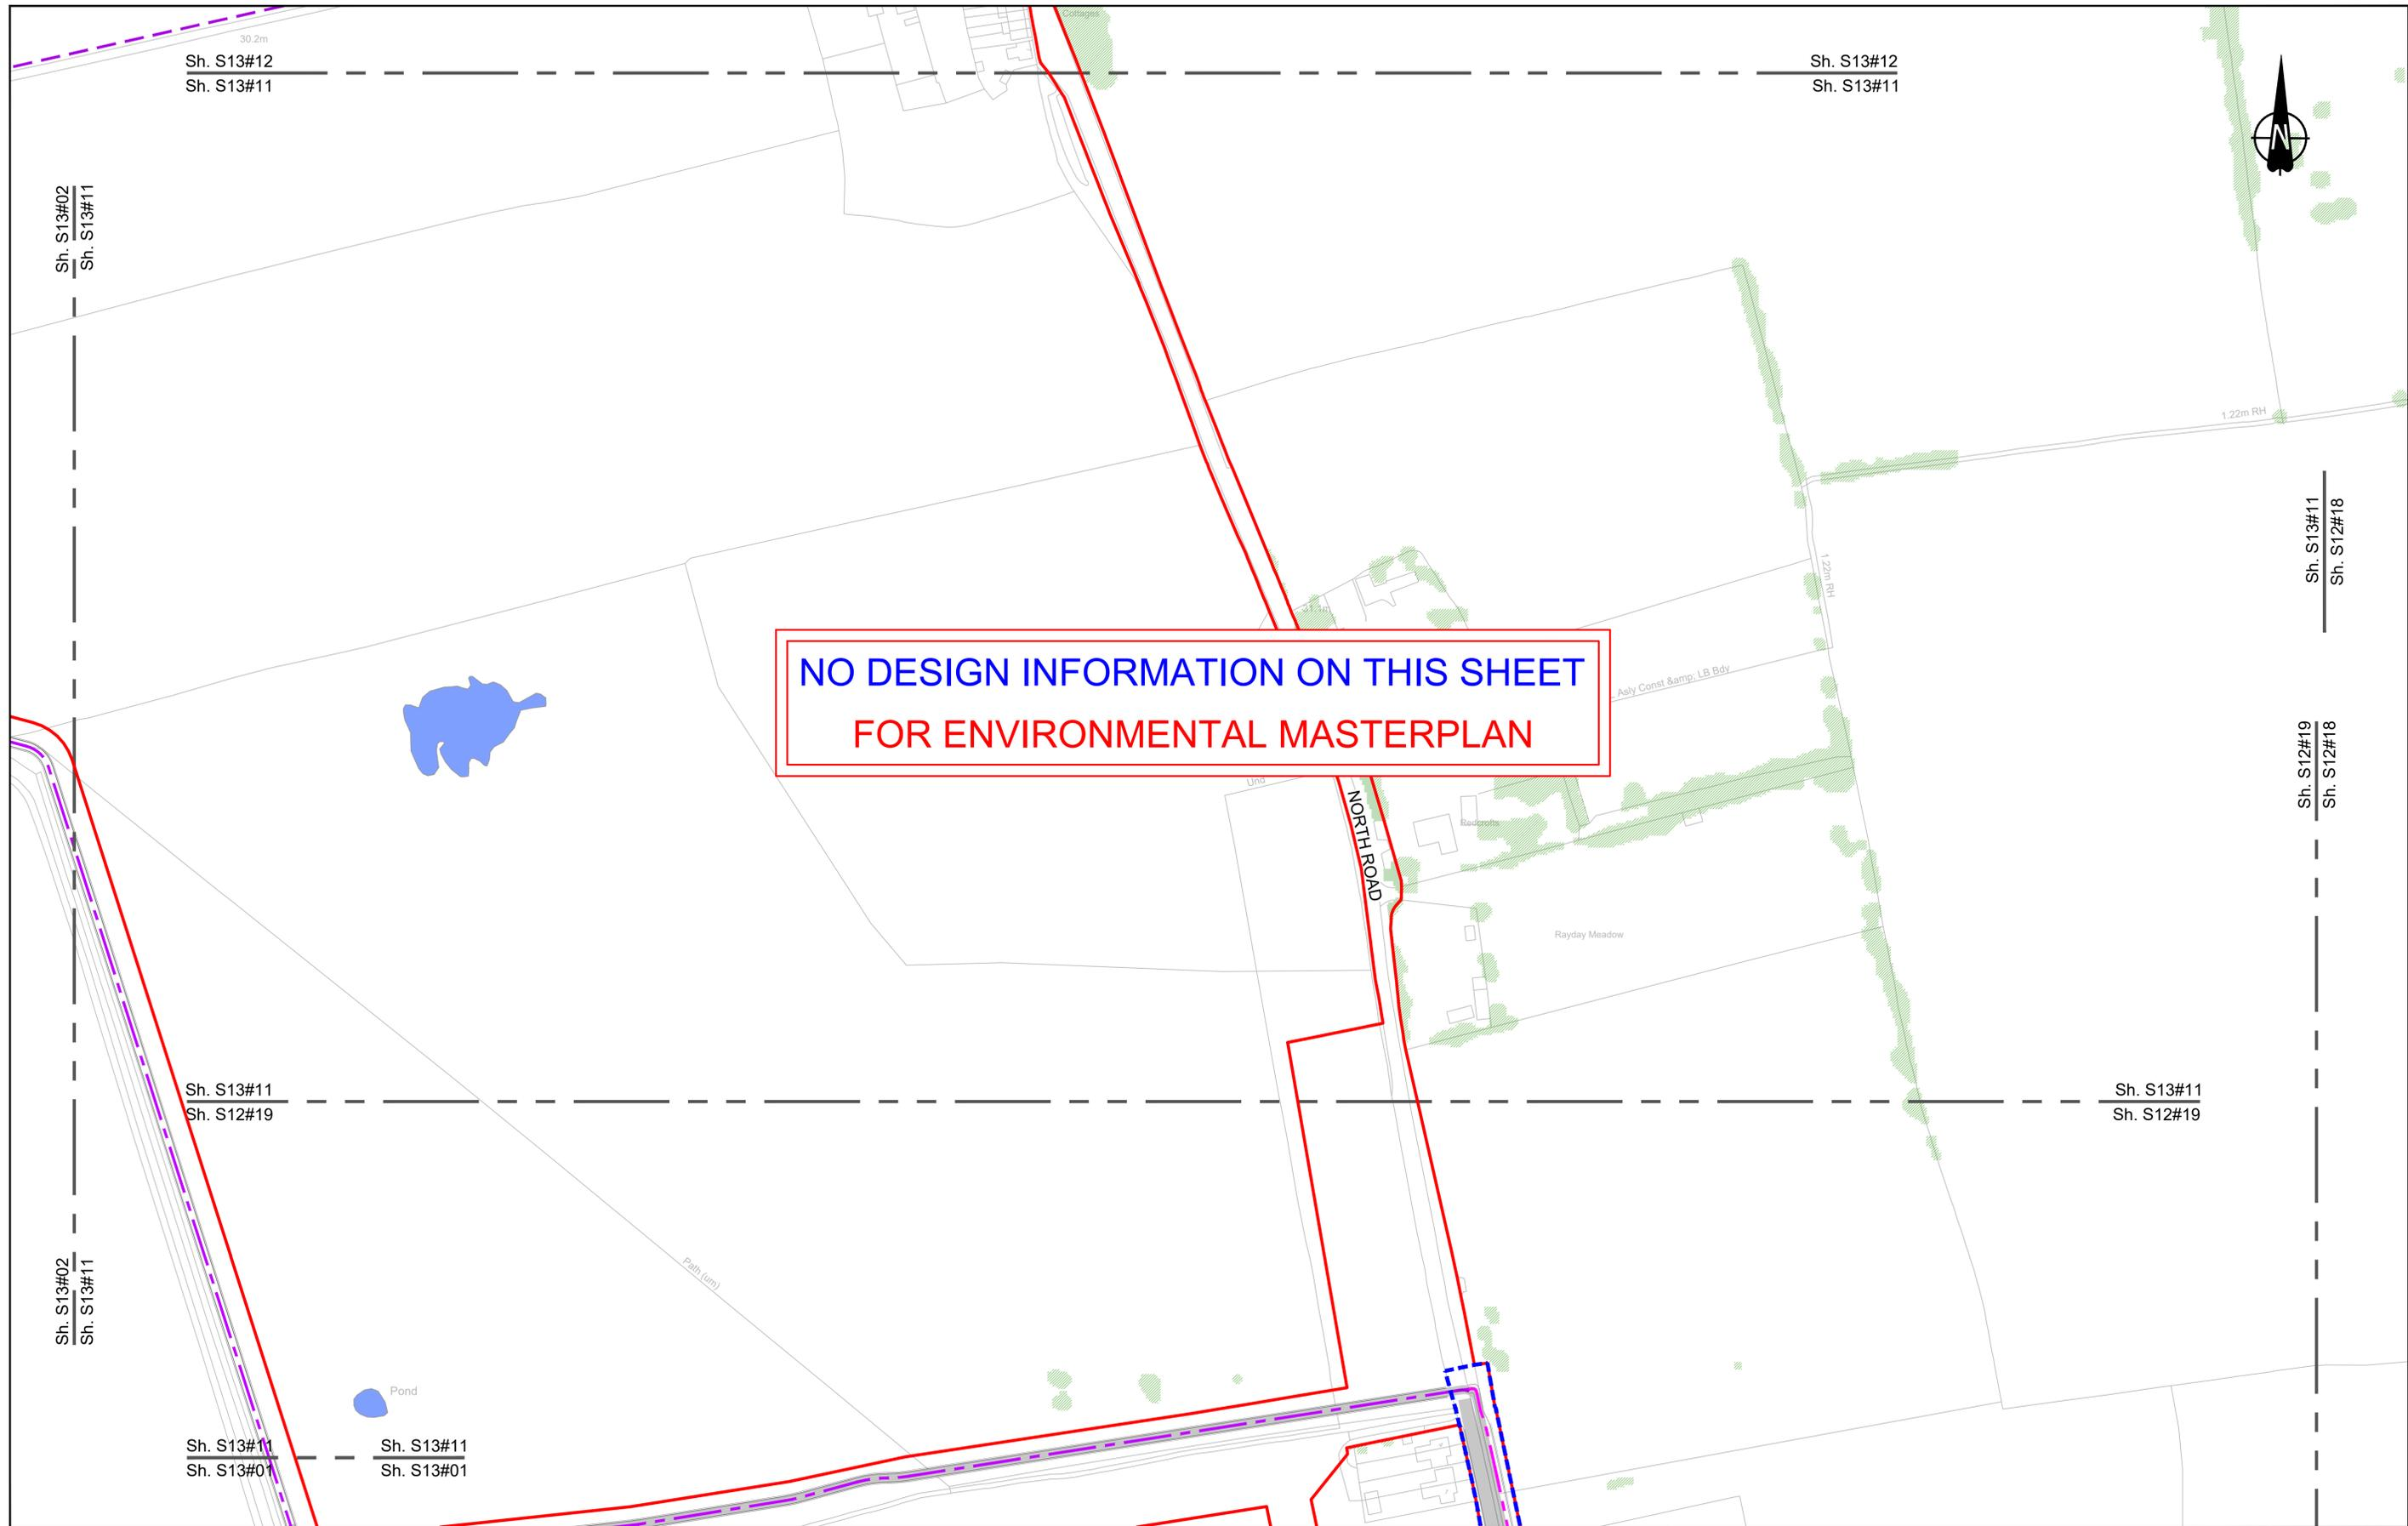 Cottages
30.2m
Sh. S13#12
Sh. S13#11
Sh. S13#12
Sh. S13#11
N
Sh. S13#02
Sh. S13#11
1.22m RH
Sh. S13#11
Sh. S12#18
1.22m RH
31.1m
NO DESIGN INFORMATION ON THIS SHEET
Asly Const &amp; LB Bdy
FOR ENVIRONMENTAL MASTERPLAN
Sh. S12#19
Sh. S12#18
Und
NORTH ROAD
Redcrofts
Rayday Meadow
Sh. S13#11
Sh. S12#19
Sh. S13#11
Sh. S12#19
Path (um)
Sh. S13#02
Sh. S13#11
Pond
Sh. S13#11
Sh. S13#01
Sh. S13#11
Sh. S13#01